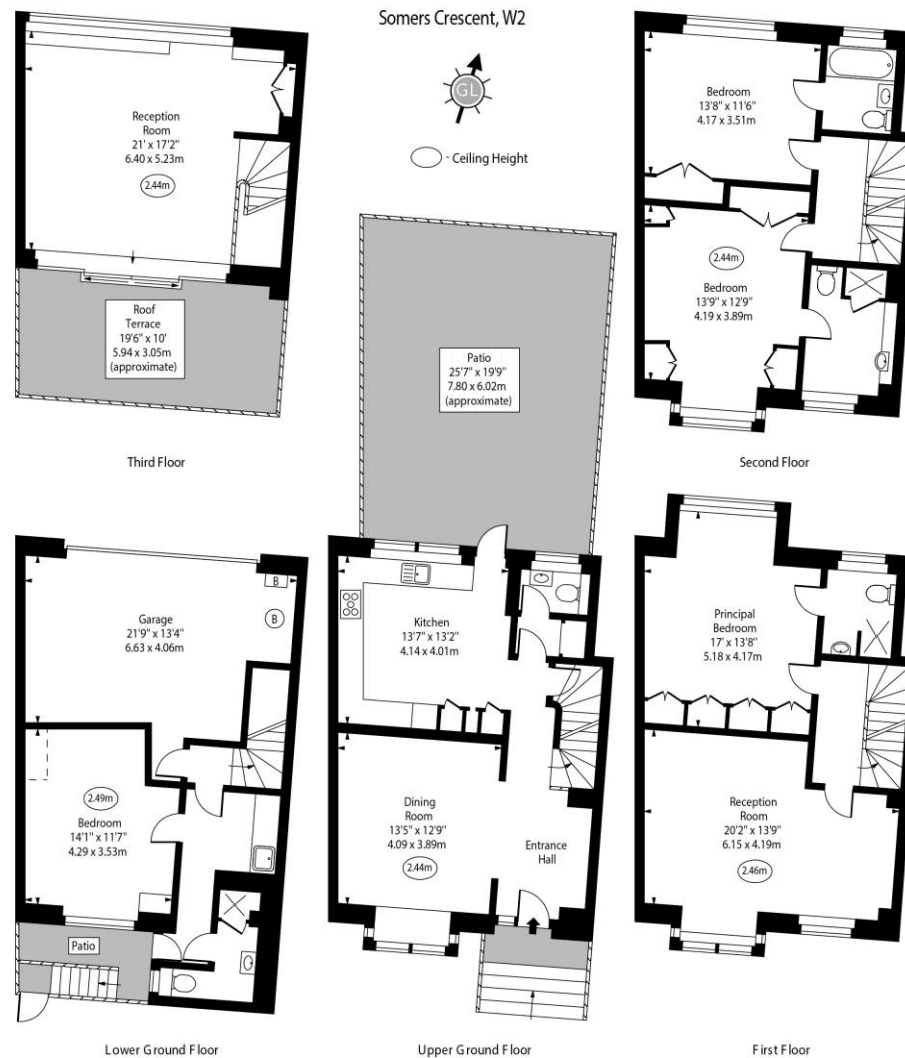 Somers Crescent, W2
GL
- Ceiling Height
Reception
Room
21' x 17'2"
6.40 x 5.23m
2.44m
Roof
Terrace
19'6" x 10'
5.94 x 3.05m
(approximate)
Third Floor
Patio
25'7" x 19'9"
7.80 x 6.02m
(approximate)
Bedroom
13'8" x 11'6"
4.17 x 3.51m
2.44m
Bedroom
13'9" x 12'9"
4.19 x 3.89m
Second Floor
Garage
21'9" x 13'4"
6.63 x 4.06m
B
B
2.49m
Bedroom
14'1" x 11'7"
4.29 x 3.53m
Patio
Lower Ground Floor
Kitchen
13'7" x 13'2"
4.14 x 4.01m
Dining
Room
13'5" x 12'9"
4.09 x 3.89m
2.44m
Entrance
Hall
Upper Ground Floor
Principal
Bedroom
17' x 13'8"
5.18 x 4.17m
Reception
Room
20'2" x 13'9"
6.15 x 4.19m
2.46m
First Floor